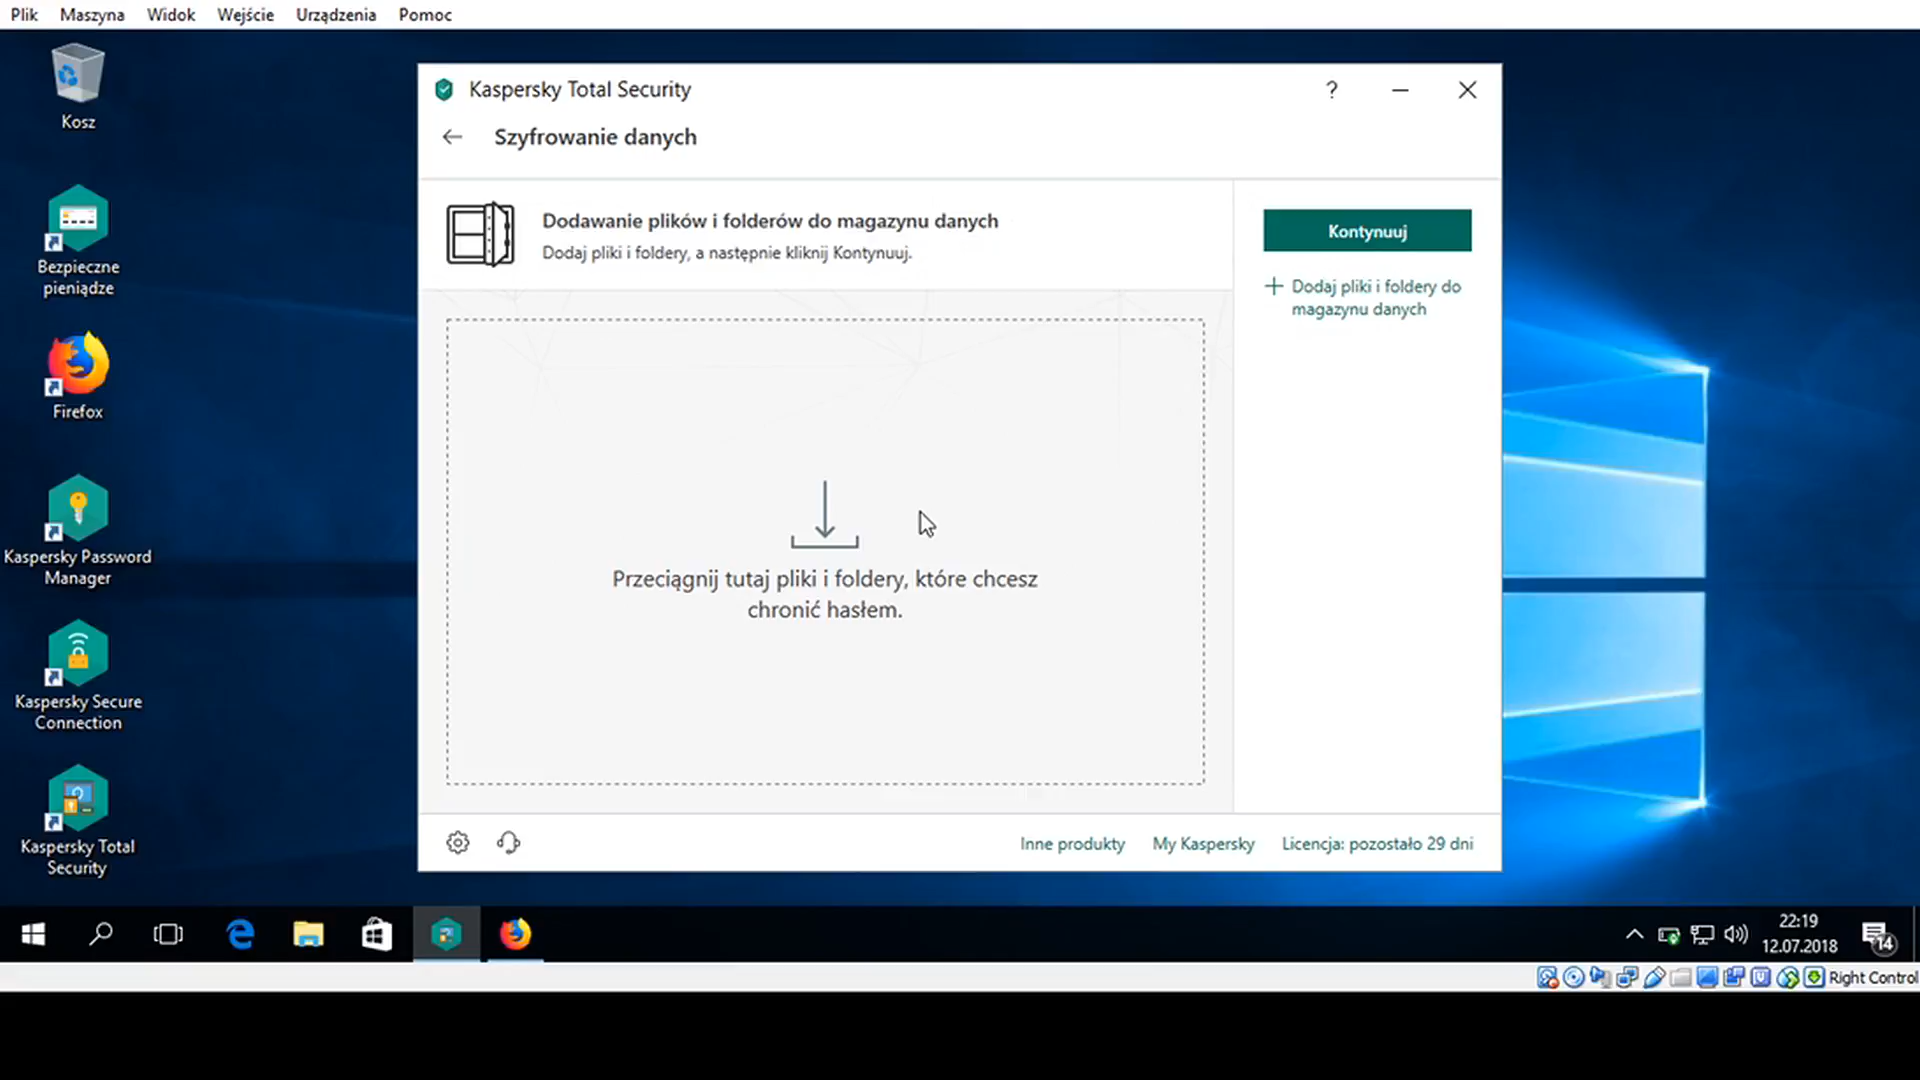 Plik Maszyna Widok Wejście Urządzenia Pomoc
Kosz
Bezpieczne
pieniądze
Firefox
Kaspersky Password
Manager
Kaspersky Secure
Connection
Kaspersky Total
Security
Kaspersky Total Security
?
Szyfrowanie danych
Dodawanie plików i folderów do magazynu danych
Dodaj pliki i foldery, a następnie kliknij Kontynuuj.
Kontynuuj
Dodaj pliki i foldery do
magazynu danych
Przeciągnij tutaj pliki i foldery, które chcesz
chronić hasłem.
Inne produkty My Kaspersky Licencja: pozostało 29 dni
22:19
12.07.2018
14
Right Control